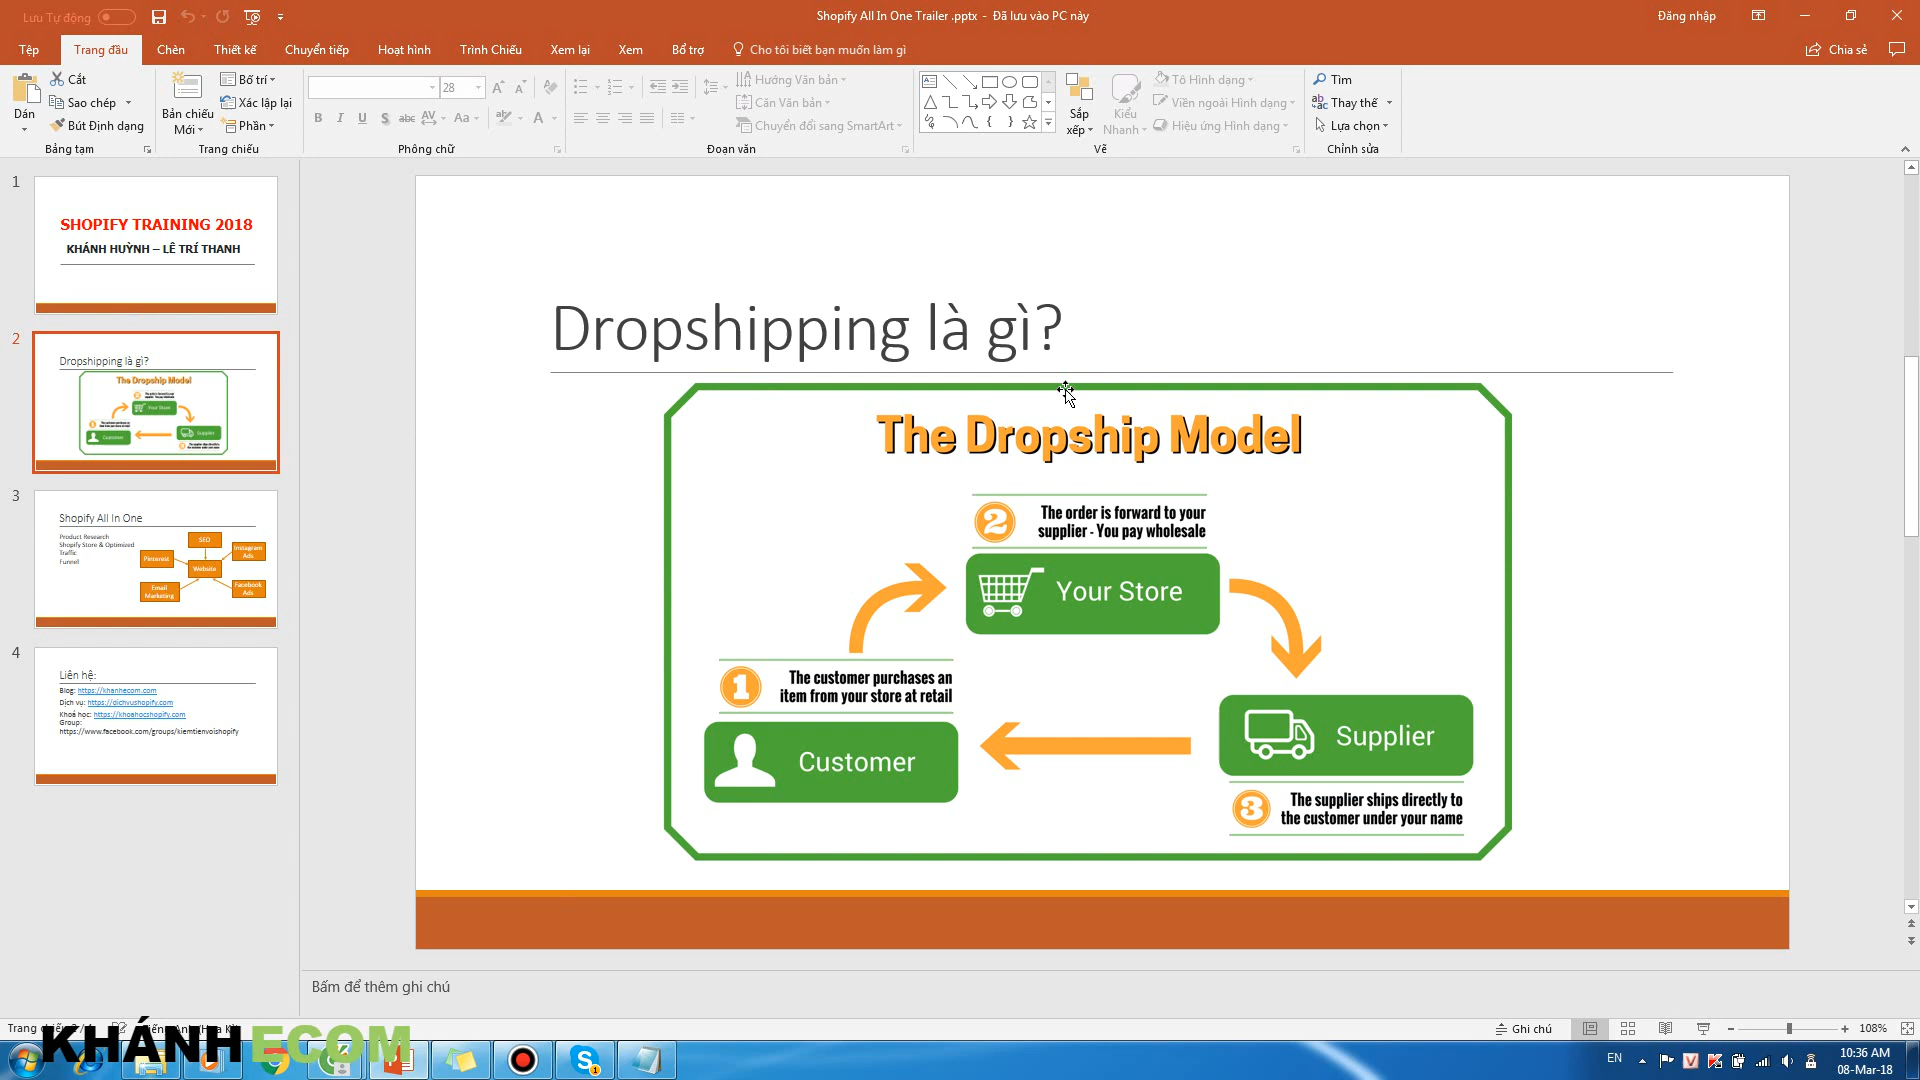 Lưu Tự động
Shopify All In One Trailer .pptx - Đã lưu vào PC này
Đăng nhập
Tệp
Trang đầu
Chèn
Thiết kế
Chuyển tiếp
Hoạt hình
Trình Chiếu
Xem lại
Xem
Bổ trợ
Cho tôi biết bạn muốn làm gì
Chia sẻ
Dán
Cắt
Sao chép
Bút Định dạng
Bảng tạm
Bản chiếu
Mới
Bố trí
Xác lập lại
Phần
Trang chiếu
28
B I U S abc AV Aa
A
Phông chữ
Hướng Văn bản
Căn Văn bản
Chuyển đổi sang SmartArt
Đoạn văn
Sắp
xếp
Kiểu
Nhanh
Tô Hình dạng
Viền ngoài Hình dạng
Hiệu ứng Hình dạng
Vẽ
Tìm
Thay thế
Lựa chọn
Chỉnh sửa
1
SHOPIFY TRAINING 2018
KHÁNH HUỲNH – LÊ TRÍ THANH
2
Dropshipping là gì?
The Dropship Model
Your Store
Customer
Supplier
3
Shopify All In One
Product Research
Shopify Store & Optimized
Traffic
Funnel
SEO
Pinterest
Instagram
Ads
Website
Email
Marketing
Facebook
Ads
4
Liên hệ:
Blog: https://khanhecom.com
Dịch vụ: https://dichvushopify.com
Khoá học: https://khoahocshopify.com
Group:
https://www.facebook.com/groups/kiemtienvoishopify
Dropshipping là gì?
The Dropship Model
2
The order is forward to your
supplier - You pay wholesale
Your Store
1
The customer purchases an
item from your store at retail
Customer
Supplier
3
The supplier ships directly to
the customer under your name
Bấm để thêm ghi chú
Ghi chú
108%
KHÁNHECOM
EN
10:36 AM
08-Mar-18